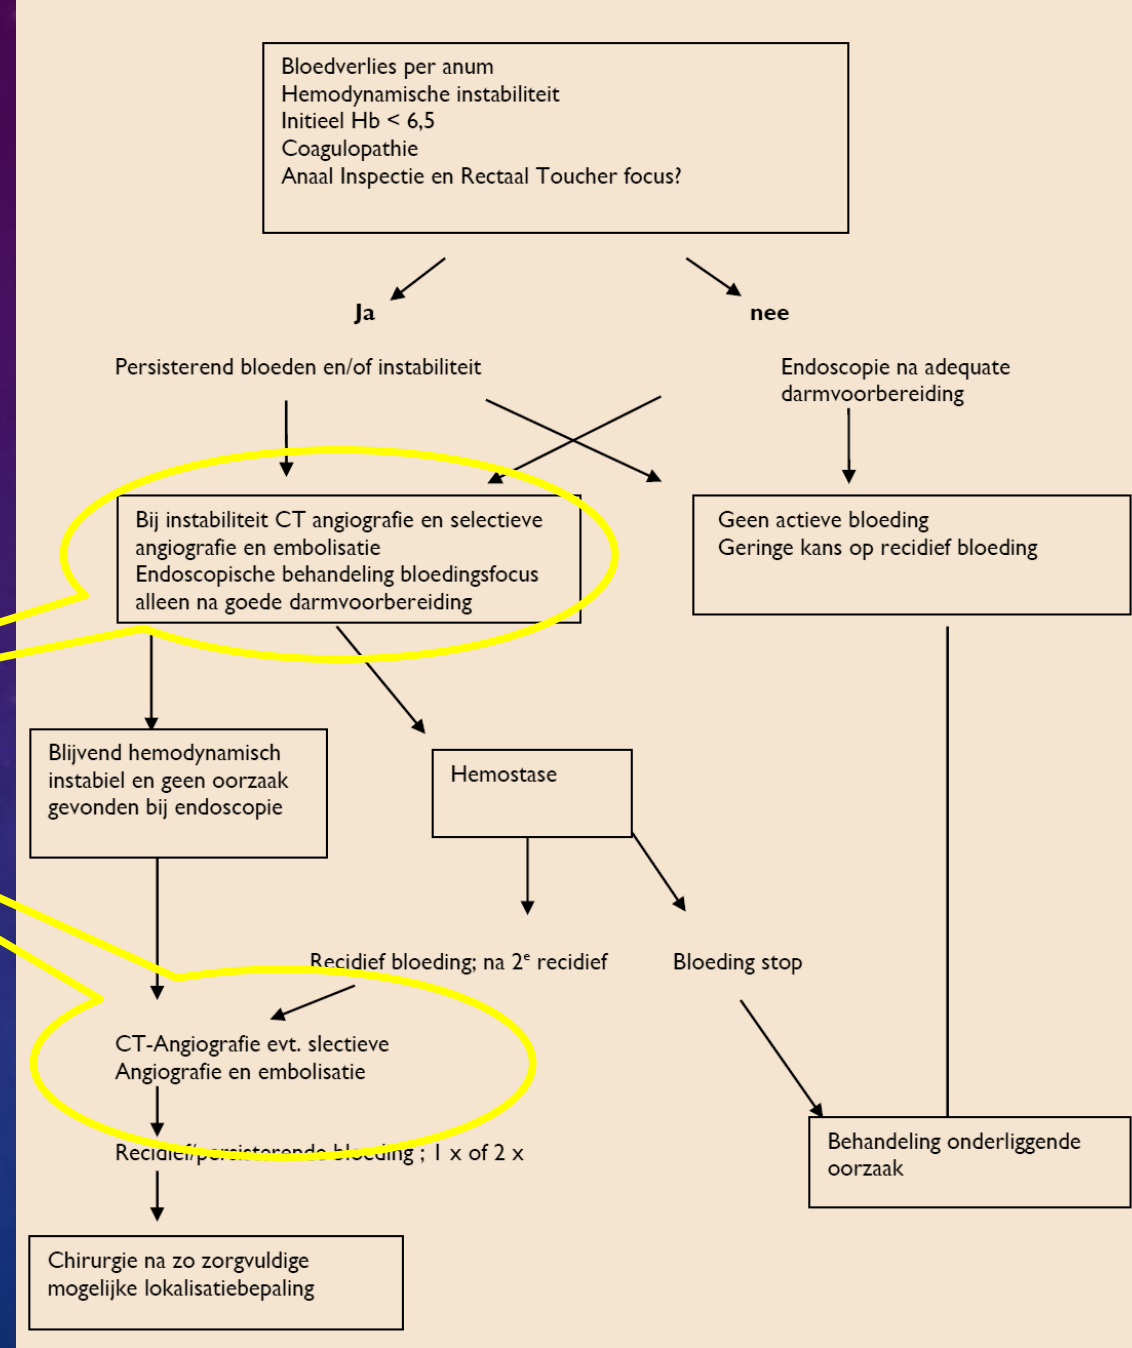 Bloedverlies per anum
Hemodynamische instabiliteit
Initieel Hb < 6,5
Coagulopathie
Anaal Inspectie en Rectaal Toucher focus?
Ja
nee
Persisterend bloeden en/of instabiliteit
Endoscopie na adequate
darmvoorbereiding
Bij instabiliteit CT angiografie en selectieve
angiografie en embolisatie
Endoscopische behandeling bloedingsfocus
alleen na goede darmvoorbereiding
Geen actieve bloeding
Geringe kans op recidief bloeding
Blijvend hemodynamisch
instabiel en geen oorzaak
gevonden bij endoscopie
Hemostase
Recidief bloeding; na 2e recidief
Bloeding stop
CT-Angiografie evt. slectieve
Angiografie en embolisatie
Recidief/persisterende bloeding ; 1 x of 2 x
Behandeling onderliggende
oorzaak
Chirurgie na zo zorgvuldige
mogelijke lokalisatiebepaling